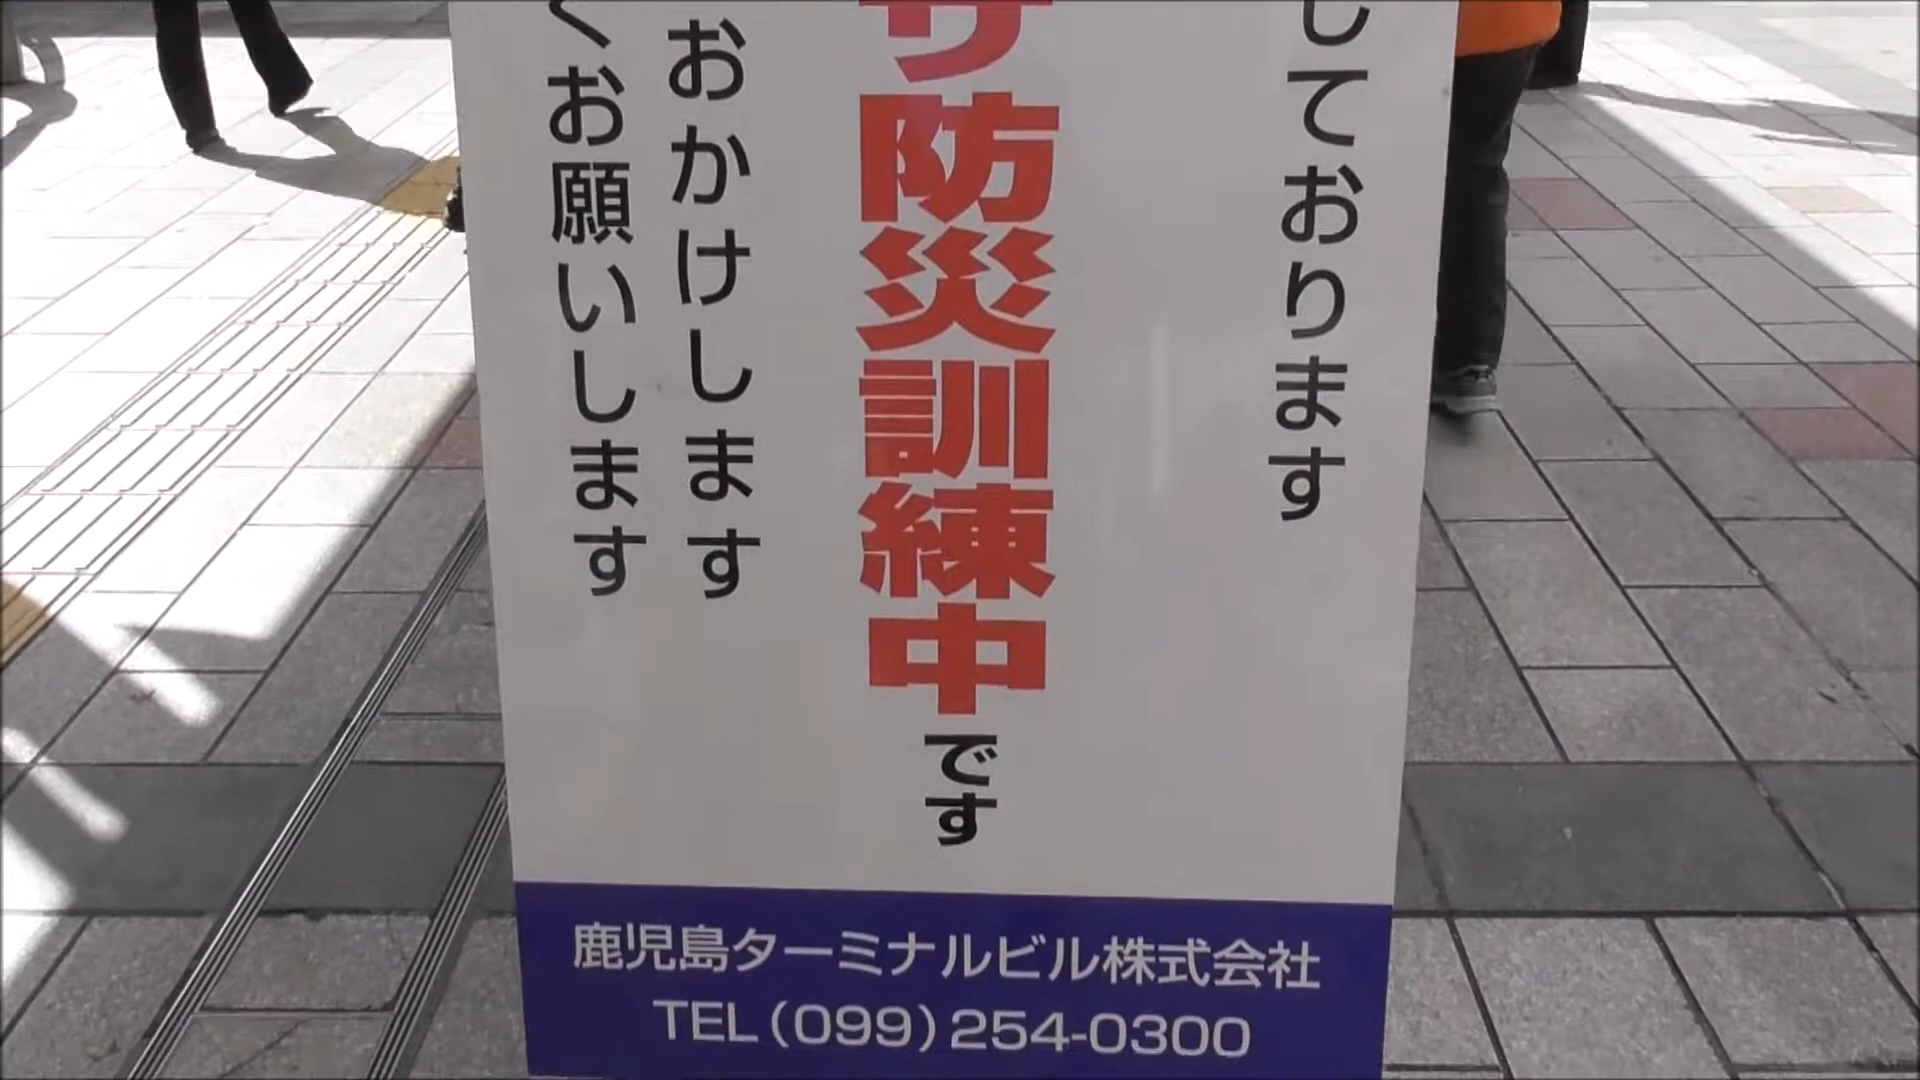 しております
ザ防災訓練中です
おかけします
くお願いします
鹿児島ターミナルビル株式会社
TEL(099)254-0300